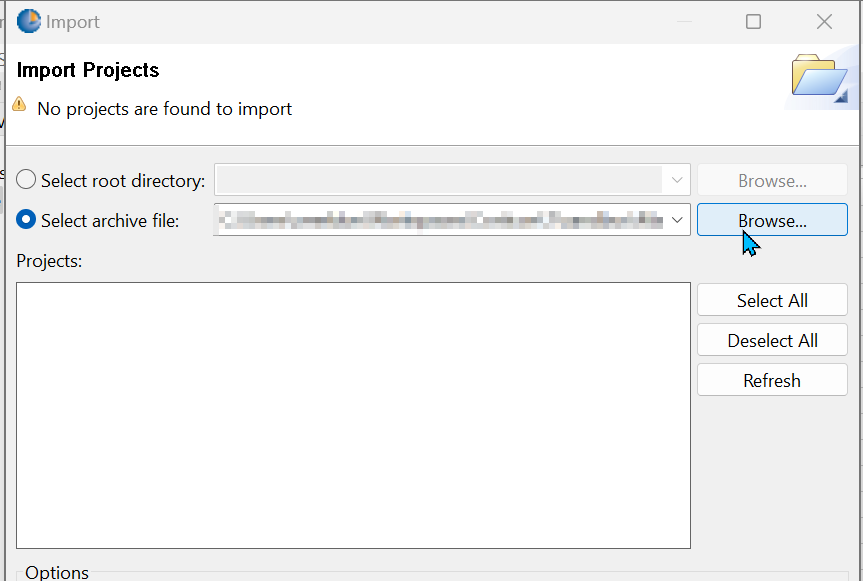 Import
Import Projects
No projects are found to import
Select root directory:
Browse...
Select archive file:
Browse...
Projects:
Select All
Deselect All
Refresh
Options